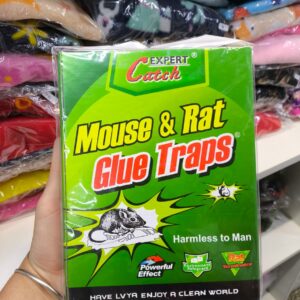 EXPERT
Catch®
Mouse & Rat
Glue Traps®
Harmless to Man
Powerful
Effect
HAVE LVYA ENJOY A CLEAN WORLD